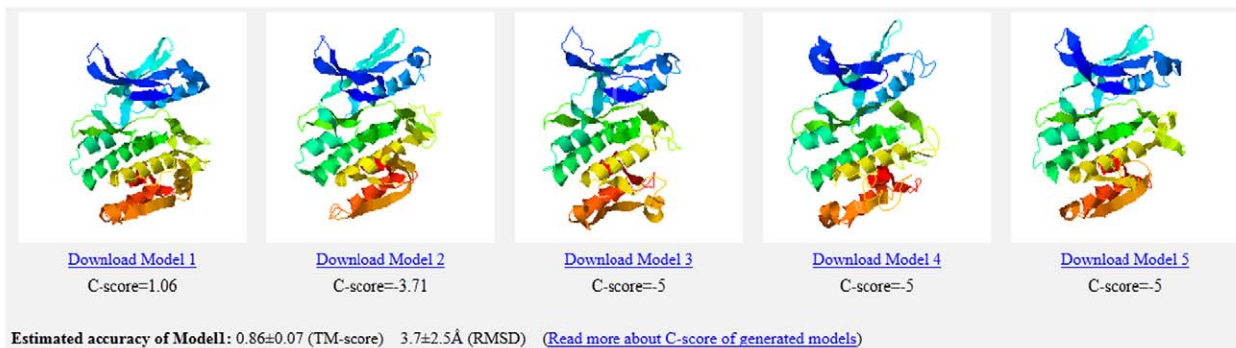 Download Model 1 Download Model 2 Download Model 3 Download Model 4 Download Model 5
C-score=1.06 C-score=-3.71 C-score=-5 C-score=-5 C-score=-5
Estimated accuracy of Model1: 0.86±0.07 (TM-score) 3.7±2.5Å (RMSD) (Read more about C-score of generated models)